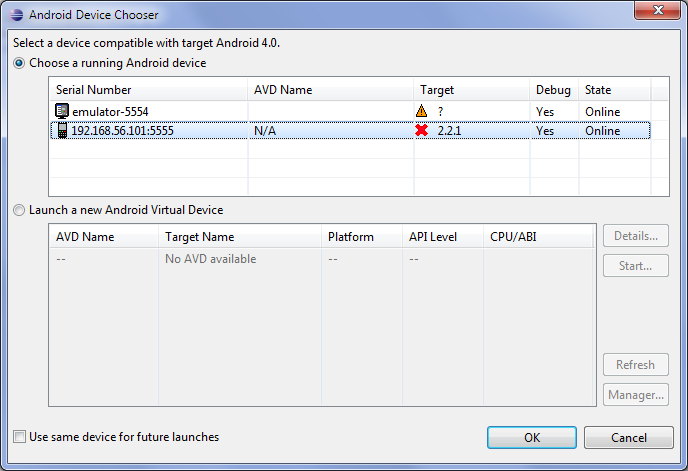 Android Device Chooser
Select a device compatible with target Android 4.0.
Choose a running Android device
Serial Number AVD Name Target Debug State
emulator-5554 ? Yes Online
192.168.56.101:5555 N/A 2.2.1 Yes Online
Launch a new Android Virtual Device
AVD Name Target Name Platform API Level CPU/ABI Details...
-- No AVD available -- -- Start...
Refresh
Manager...
Use same device for future launches OK Cancel